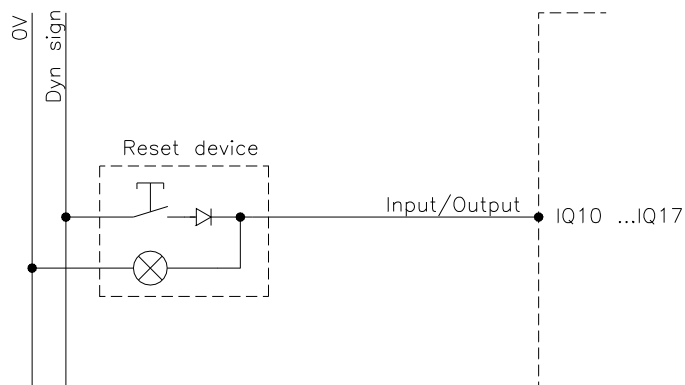 0V
Dyn sign
Reset device
Input/Output
IQ10 ...IQ17